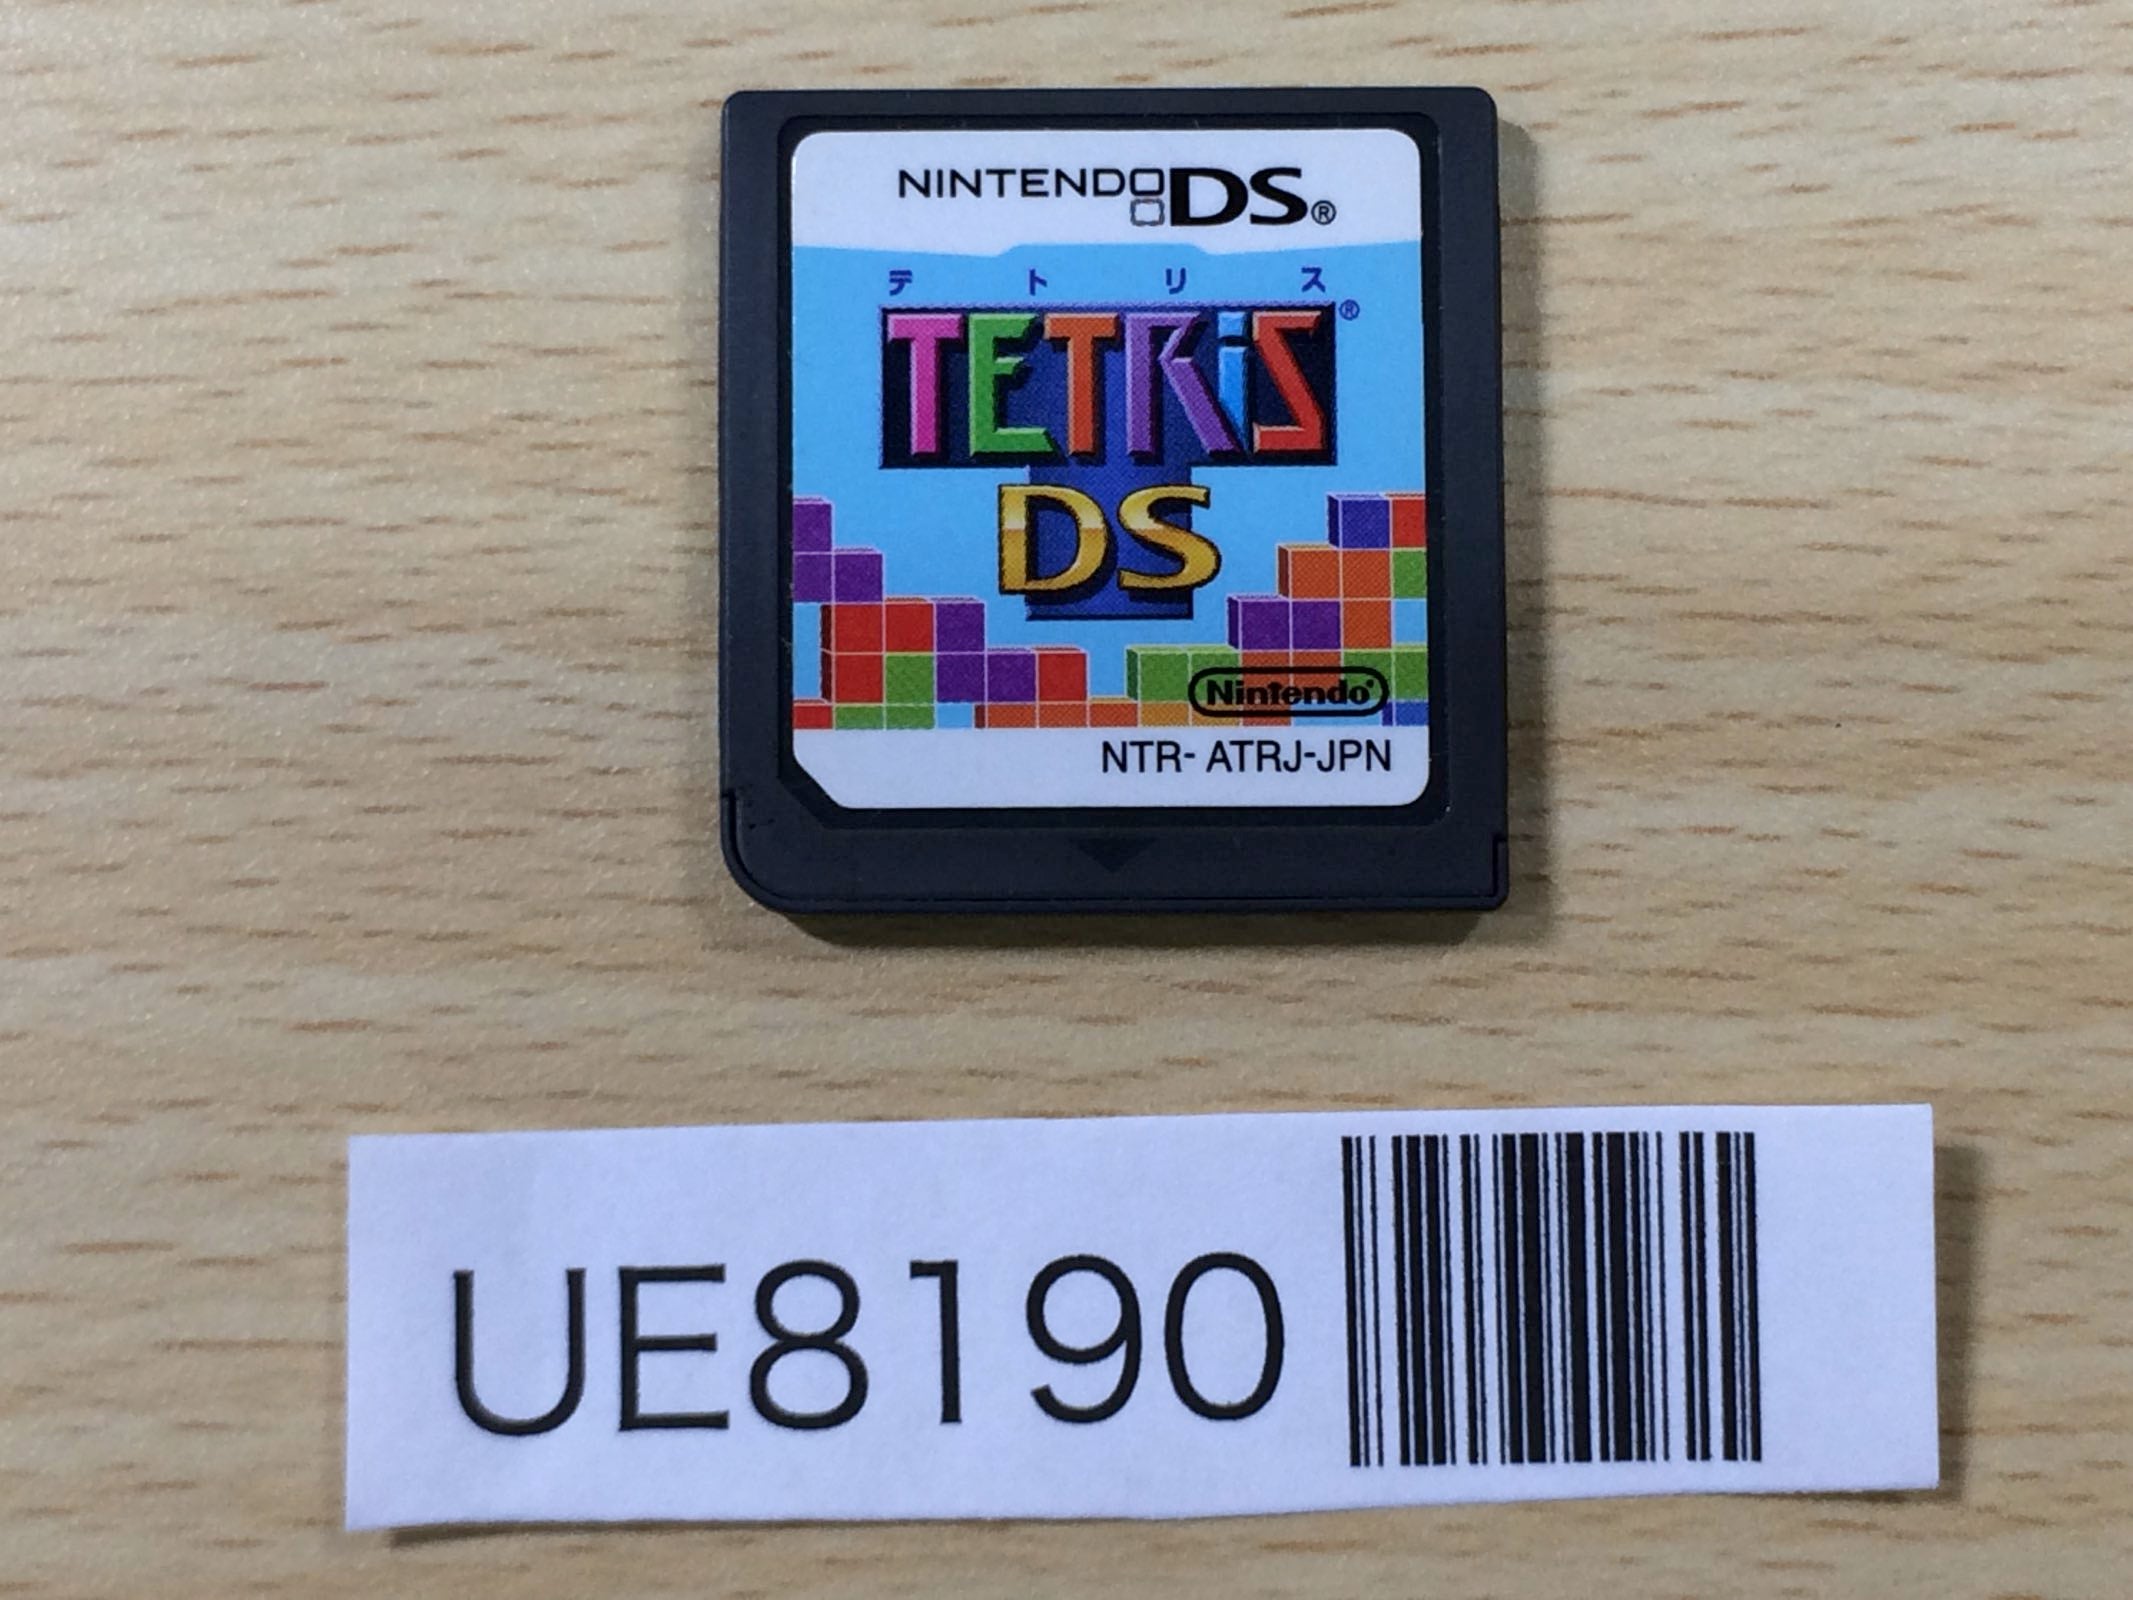 NINTENDO DS®
テトリス
TETRIS®
DS
Nintendo®
NTR- ATRJ-JPN
UE8190